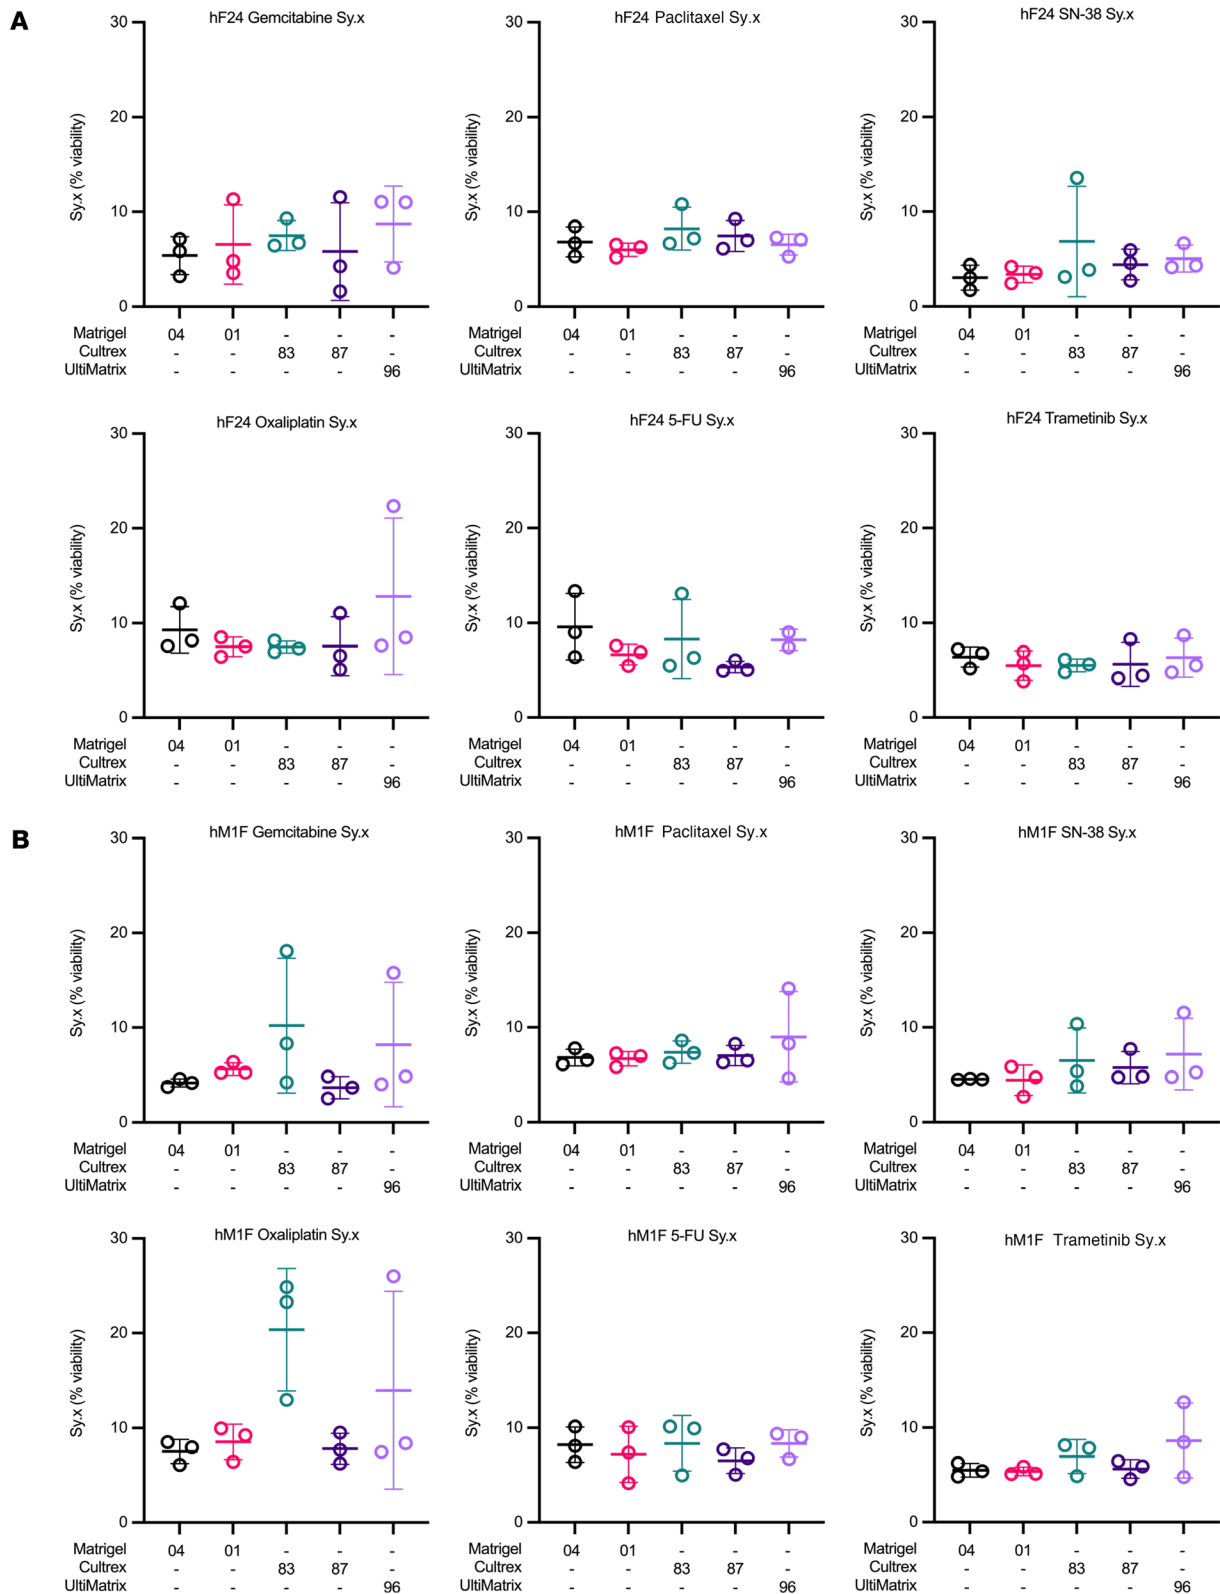 A
hF24 Gemcitabine Sy.x
hF24 Paclitaxel Sy.x
hF24 SN-38 Sy.x
Sy.x (% viability)
30
20
10
0
Sy.x (% viability)
30
20
10
0
Sy.x (% viability)
30
20
10
0
Matrigel 04 01 - - -
Cultrex - - 83 87 -
UltiMatrix - - - - 96
Matrigel 04 01 - - -
Cultrex - - 83 87 -
UltiMatrix - - - - 96
Matrigel 04 01 - - -
Cultrex - - 83 87 -
UltiMatrix - - - - 96
hF24 Oxaliplatin Sy.x
hF24 5-FU Sy.x
hF24 Trametinib Sy.x
Sy.x (% viability)
30
20
10
0
Sy.x (% viability)
30
20
10
0
Sy.x (% viability)
30
20
10
0
Matrigel 04 01 - - -
Cultrex - - 83 87 -
UltiMatrix - - - - 96
Matrigel 04 01 - - -
Cultrex - - 83 87 -
UltiMatrix - - - - 96
Matrigel 04 01 - - -
Cultrex - - 83 87 -
UltiMatrix - - - - 96
B
hM1F Gemcitabine Sy.x
hM1F Paclitaxel Sy.x
hM1F SN-38 Sy.x
Sy.x (% viability)
30
20
10
0
Sy.x (% viability)
30
20
10
0
Sy.x (% viability)
30
20
10
0
Matrigel 04 01 - - -
Cultrex - - 83 87 -
UltiMatrix - - - - 96
Matrigel 04 01 - - -
Cultrex - - 83 87 -
UltiMatrix - - - - 96
Matrigel 04 01 - - -
Cultrex - - 83 87 -
UltiMatrix - - - - 96
hM1F Oxaliplatin Sy.x
hM1F 5-FU Sy.x
hM1F Trametinib Sy.x
Sy.x (% viability)
30
20
10
0
Sy.x (% viability)
30
20
10
0
Sy.x (% viability)
30
20
10
0
Matrigel 04 01 - - -
Cultrex - - 83 87 -
UltiMatrix - - - - 96
Matrigel 04 01 - - -
Cultrex - - 83 87 -
UltiMatrix - - - - 96
Matrigel 04 01 - - -
Cultrex - - 83 87 -
UltiMatrix - - - - 96